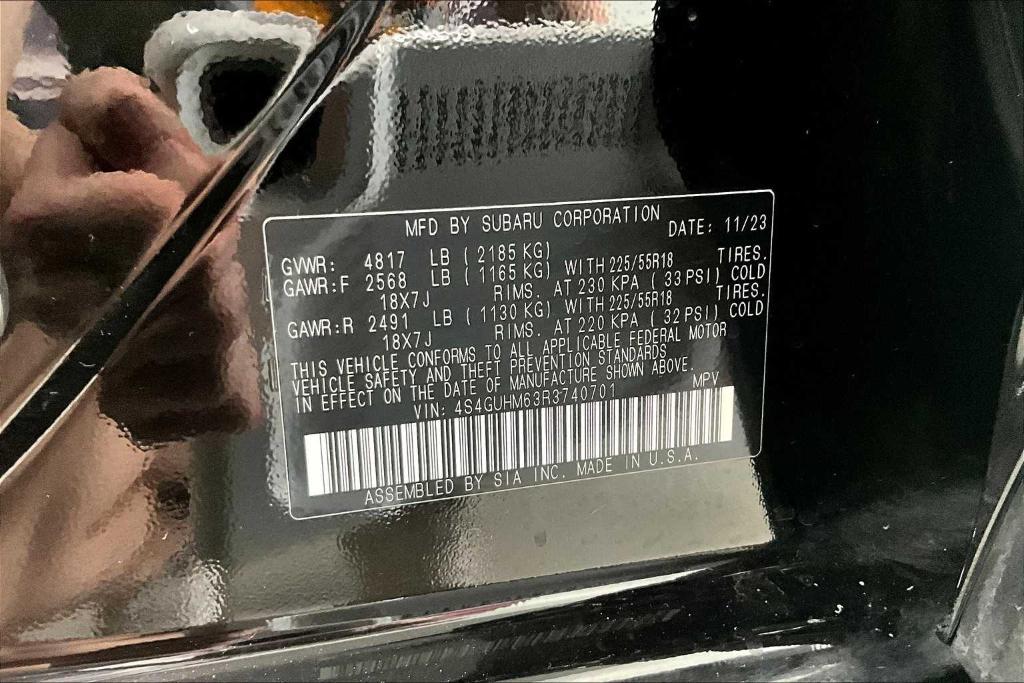 MFD BY SUBARU CORPORATION DATE: 11/23
GVWR: 4817 LB ( 2185 KG)
GAWR:F 2568 LB ( 1165 KG) WITH 225/55R18 TIRES.
18X7J RIMS. AT 230 KPA ( 33 PSI) COLD
GAWR:R 2491 LB ( 1130 KG) WITH 225/55R18 TIRES.
18X7J RIMS. AT 220 KPA ( 32 PSI) COLD
THIS VEHICLE CONFORMS TO ALL APPLICABLE FEDERAL MOTOR
VEHICLE SAFETY AND THEFT PREVENTION STANDARDS
IN EFFECT ON THE DATE OF MANUFACTURE SHOWN ABOVE.
VIN: 4S4GUHM63R3740701 MPV
ASSEMBLED BY SIA INC. MADE IN U.S.A.